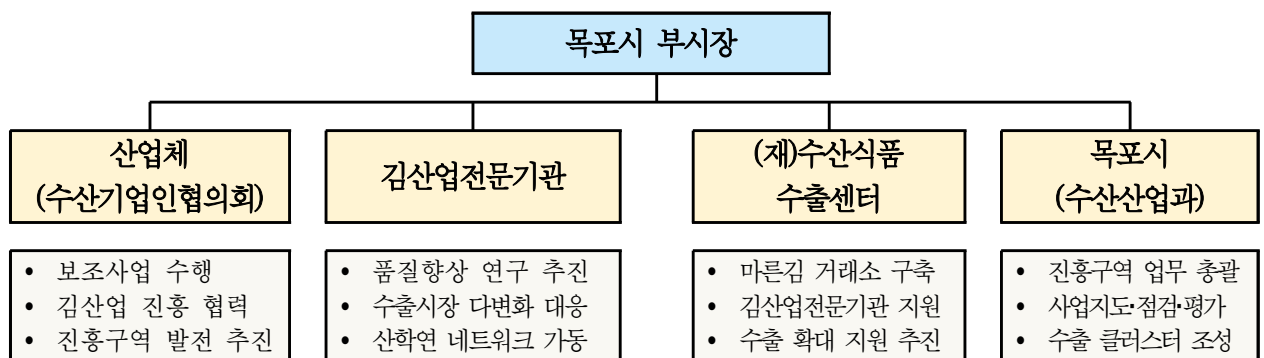 목포시 부시장
산업체
(수산기업인협의회)
김산업전문기관
(재)수산식품
수출센터
목포시
(수산산업과)
• 보조사업 수행
• 김산업 진흥 협력
• 진흥구역 발전 추진
• 품질향상 연구 추진
• 수출시장 다변화 대응
• 산학연 네트워크 가동
• 마른김 거래소 구축
• 김산업전문기관 지원
• 수출 확대 지원 추진
• 진흥구역 업무 총괄
• 사업지도·점검·평가
• 수출 클러스터 조성